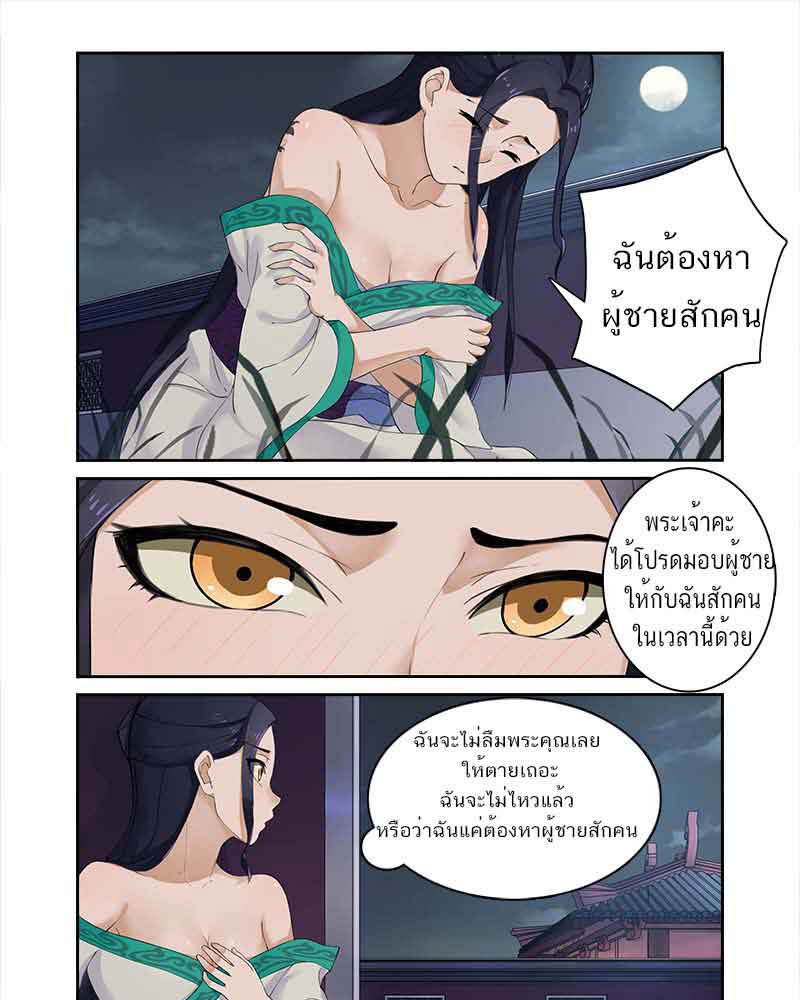 ฉันต้องหา
ผู้ชายสักคน
พระเจ้าคะ
ได้โปรดมอบผู้ชาย
ให้กับฉันสักคน
ในเวลานี้ด้วย
ฉันจะไม่ลืมพระคุณเลย
ให้ตายเถอะ
ฉันจะไม่ไหวแล้ว
หรือว่าฉันแค่ต้องหาผู้ชายสักคน